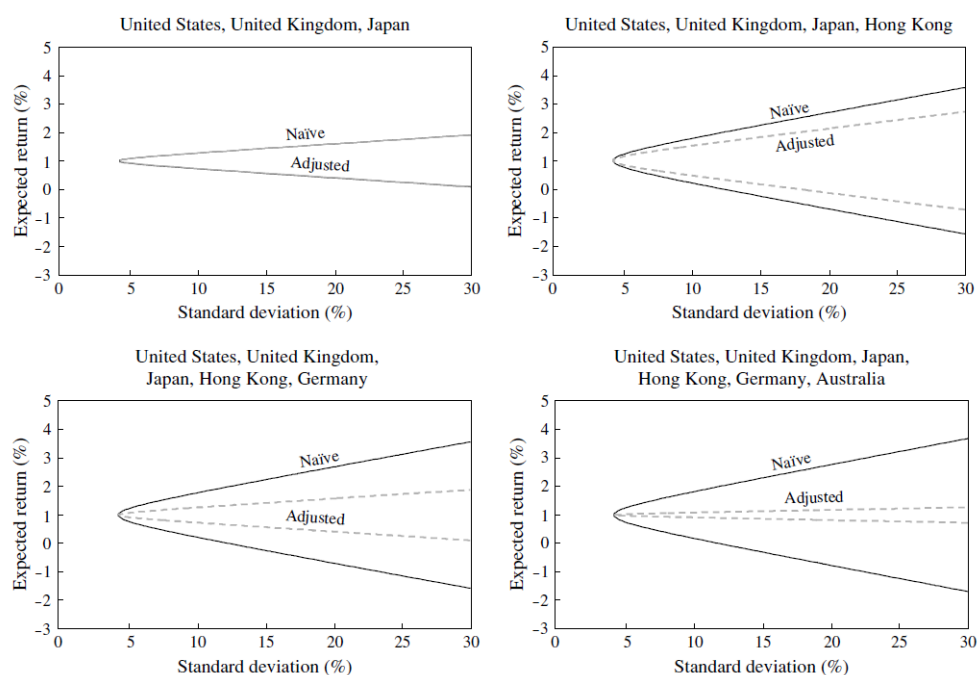 United States, United Kingdom, Japan
5
4
3
2
1
0
−1
−2
−3
Expected return (%)
Naïve
Adjusted
0
5
10
15
20
25
30
Standard deviation (%)
United States, United Kingdom, Japan, Hong Kong
5
4
3
2
1
0
−1
−2
−3
Expected return (%)
Naïve
Adjusted
0
5
10
15
20
25
30
Standard deviation (%)
United States, United Kingdom,
Japan, Hong Kong, Germany
5
4
3
2
1
0
−1
−2
−3
Expected return (%)
Naïve
Adjusted
0
5
10
15
20
25
30
Standard deviation (%)
United States, United Kingdom, Japan,
Hong Kong, Germany, Australia
5
4
3
2
1
0
−1
−2
−3
Expected return (%)
Naïve
Adjusted
0
5
10
15
20
25
30
Standard deviation (%)